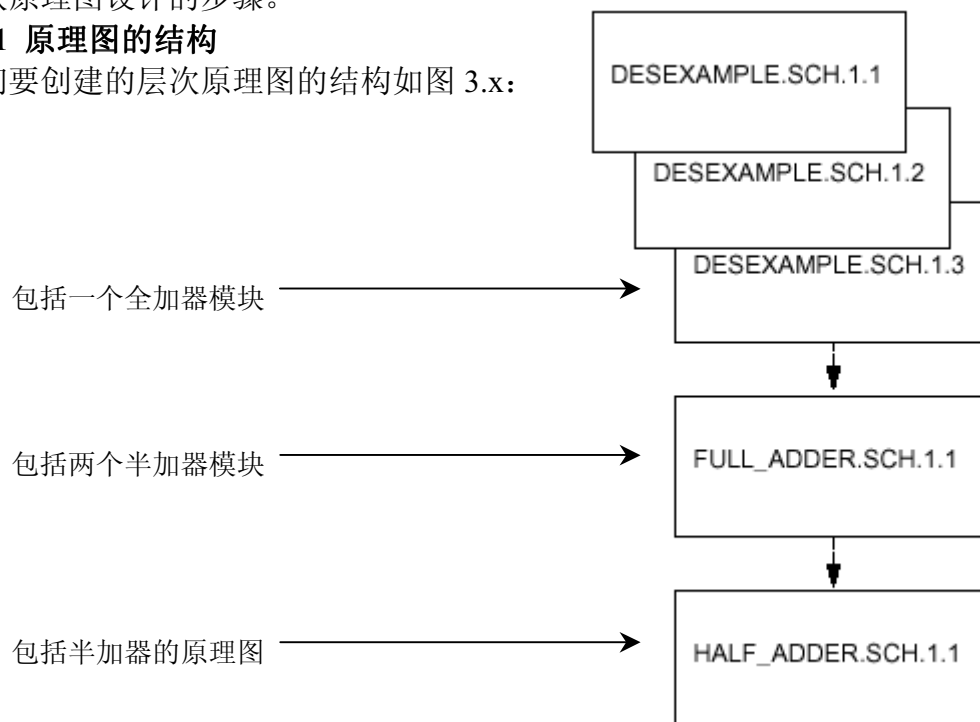 原理图设计的步骤。
1 原理图的结构
要创建的层次原理图的结构如图 3.x：
DESEXAMPLE.SCH.1.1
DESEXAMPLE.SCH.1.2
DESEXAMPLE.SCH.1.3
包括一个全加器模块
包括两个半加器模块
FULL_ADDER.SCH.1.1
包括半加器的原理图
HALF_ADDER.SCH.1.1